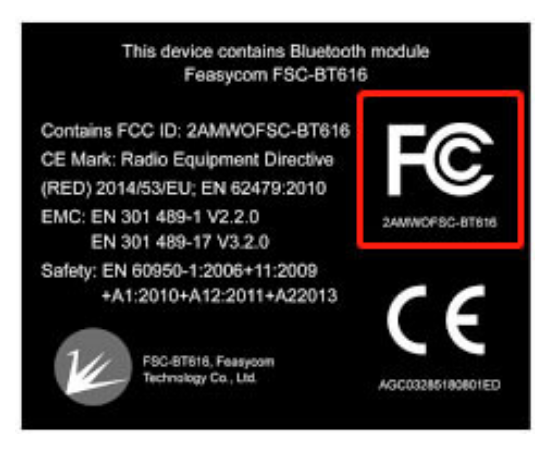 This device contains Bluetooth module
Feasycom FSC-BT616
Contains FCC ID: 2AMWOFSC-BT616
CE Mark: Radio Equipment Directive
(RED) 2014/53/EU; EN 62479:2010
EMC: EN 301 489-1 V2.2.0
EN 301 489-17 V3.2.0
Safety: EN 60950-1:2006+11:2009
+A1:2010+A12:2011+A22013
FC
2AMWOFSC-BT616
CE
AGC03285180801ED
FSC-BT616, Feasycom
Technology Co., Ltd.